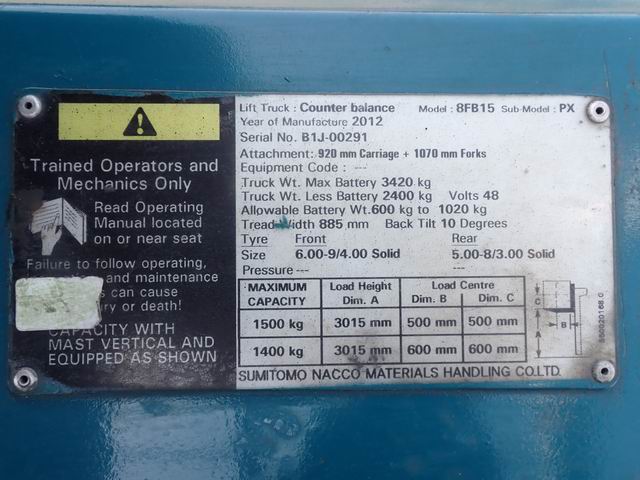 Trained Operators and
Mechanics Only
Read Operating
Manual located
on or near seat
Failure to follow operating,
and maintenance
can cause
or death!
CAPACITY WITH
MAST VERTICAL AND
EQUIPPED AS SHOWN
Lift Truck : Counter balance Model : 8FB15 Sub-Model : PX
Year of Manufacture 2012
Serial No. B1J-00291
Attachment: 920 mm Carriage + 1070 mm Forks
Equipment Code : ---
Truck Wt. Max Battery 3420 kg
Truck Wt. Less Battery 2400 kg Volts 48
Allowable Battery Wt. 600 kg to 1020 kg
Tread Width 885 mm Back Tilt 10 Degrees
Tyre Front Rear
Size 6.00-9/4.00 Solid 5.00-8/3.00 Solid
Pressure --- ---
MAXIMUM CAPACITY Load Height Dim. A Load Centre Dim. B Dim. C
1500 kg 3015 mm 500 mm 500 mm
1400 kg 3015 mm 600 mm 600 mm
C
B
A
SUMITOMO NACCO MATERIALS HANDLING CO.LTD.